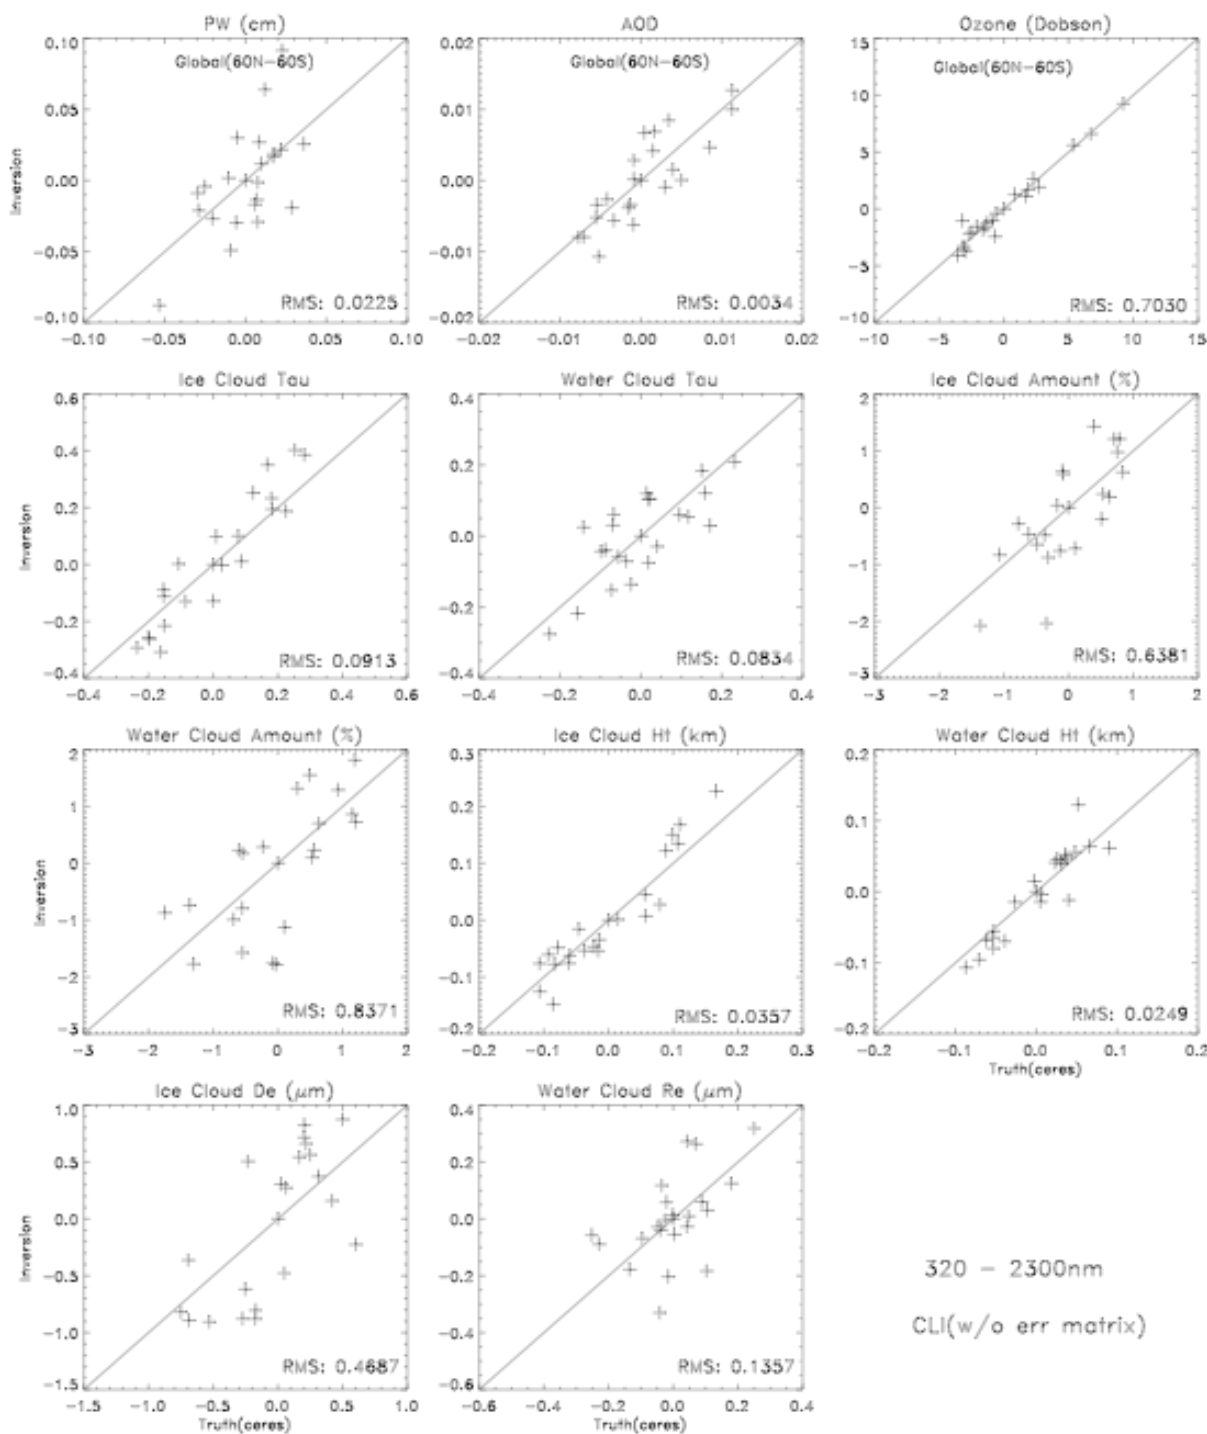 PW (cm)
AOD
Ozone (Dobson)
0.10
0.05
0.00
-0.05
-0.10
Inversion
Global(60N-60S)
RMS: 0.0225
-0.10 -0.05 0.00 0.05 0.10
0.02
0.01
0.00
-0.01
-0.02
Global(60N-60S)
RMS: 0.0034
-0.02 -0.01 0.00 0.01 0.02
15
10
5
0
-5
-10
Global(60N-60S)
RMS: 0.7030
-10 -5 0 5 10 15
Ice Cloud Tau
Water Cloud Tau
Ice Cloud Amount (%)
0.6
0.4
0.2
0.0
-0.2
-0.4
Inversion
RMS: 0.0913
-0.4 -0.2 0.0 0.2 0.4 0.6
0.4
0.2
0.0
-0.2
-0.4
RMS: 0.0834
-0.4 -0.2 0.0 0.2 0.4
2
1
0
-1
-2
-3
RMS: 0.6381
-3 -2 -1 0 1 2
Water Cloud Amount (%)
Ice Cloud Ht (km)
Water Cloud Ht (km)
2
1
0
-1
-2
-3
Inversion
RMS: 0.8371
-3 -2 -1 0 1 2
0.3
0.2
0.1
0.0
-0.1
-0.2
RMS: 0.0357
-0.2 -0.1 0.0 0.1 0.2 0.3
0.2
0.1
0.0
-0.1
-0.2
RMS: 0.0249
-0.2 -0.1 0.0 0.1 0.2
Truth(ceres)
Ice Cloud De (μm)
Water Cloud Re (μm)
1.0
0.5
0.0
-0.5
-1.0
-1.5
Inversion
RMS: 0.4687
-1.5 -1.0 -0.5 0.0 0.5 1.0
Truth(ceres)
0.4
0.2
0.0
-0.2
-0.4
-0.6
RMS: 0.1357
-0.6 -0.4 -0.2 0.0 0.2 0.4
Truth(ceres)
320 - 2300nm
CLI(w/o err matrix)